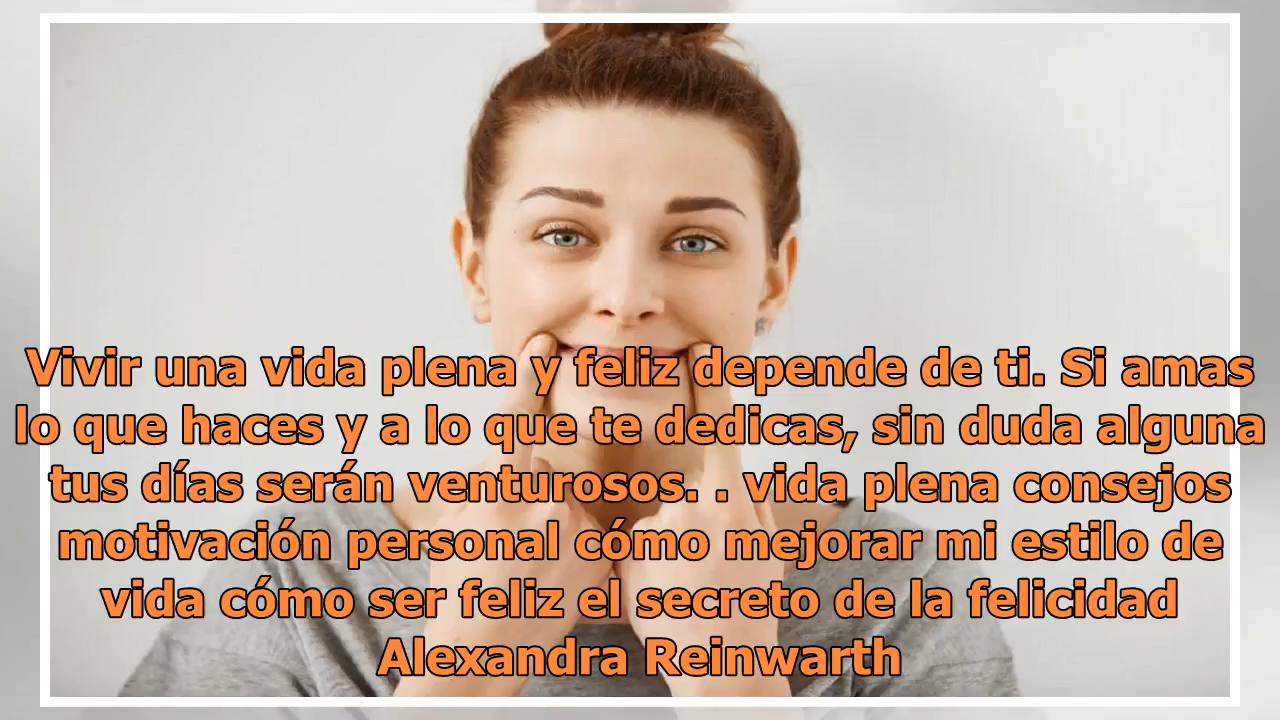 Vivir una vida plena y feliz depende de ti. Si amas
lo que haces y a lo que te dedicas, sin duda alguna
tus días serán venturosos. . vida plena consejos
motivación personal cómo mejorar mi estilo de
vida cómo ser feliz el secreto de la felicidad
Alexandra Reinwarth